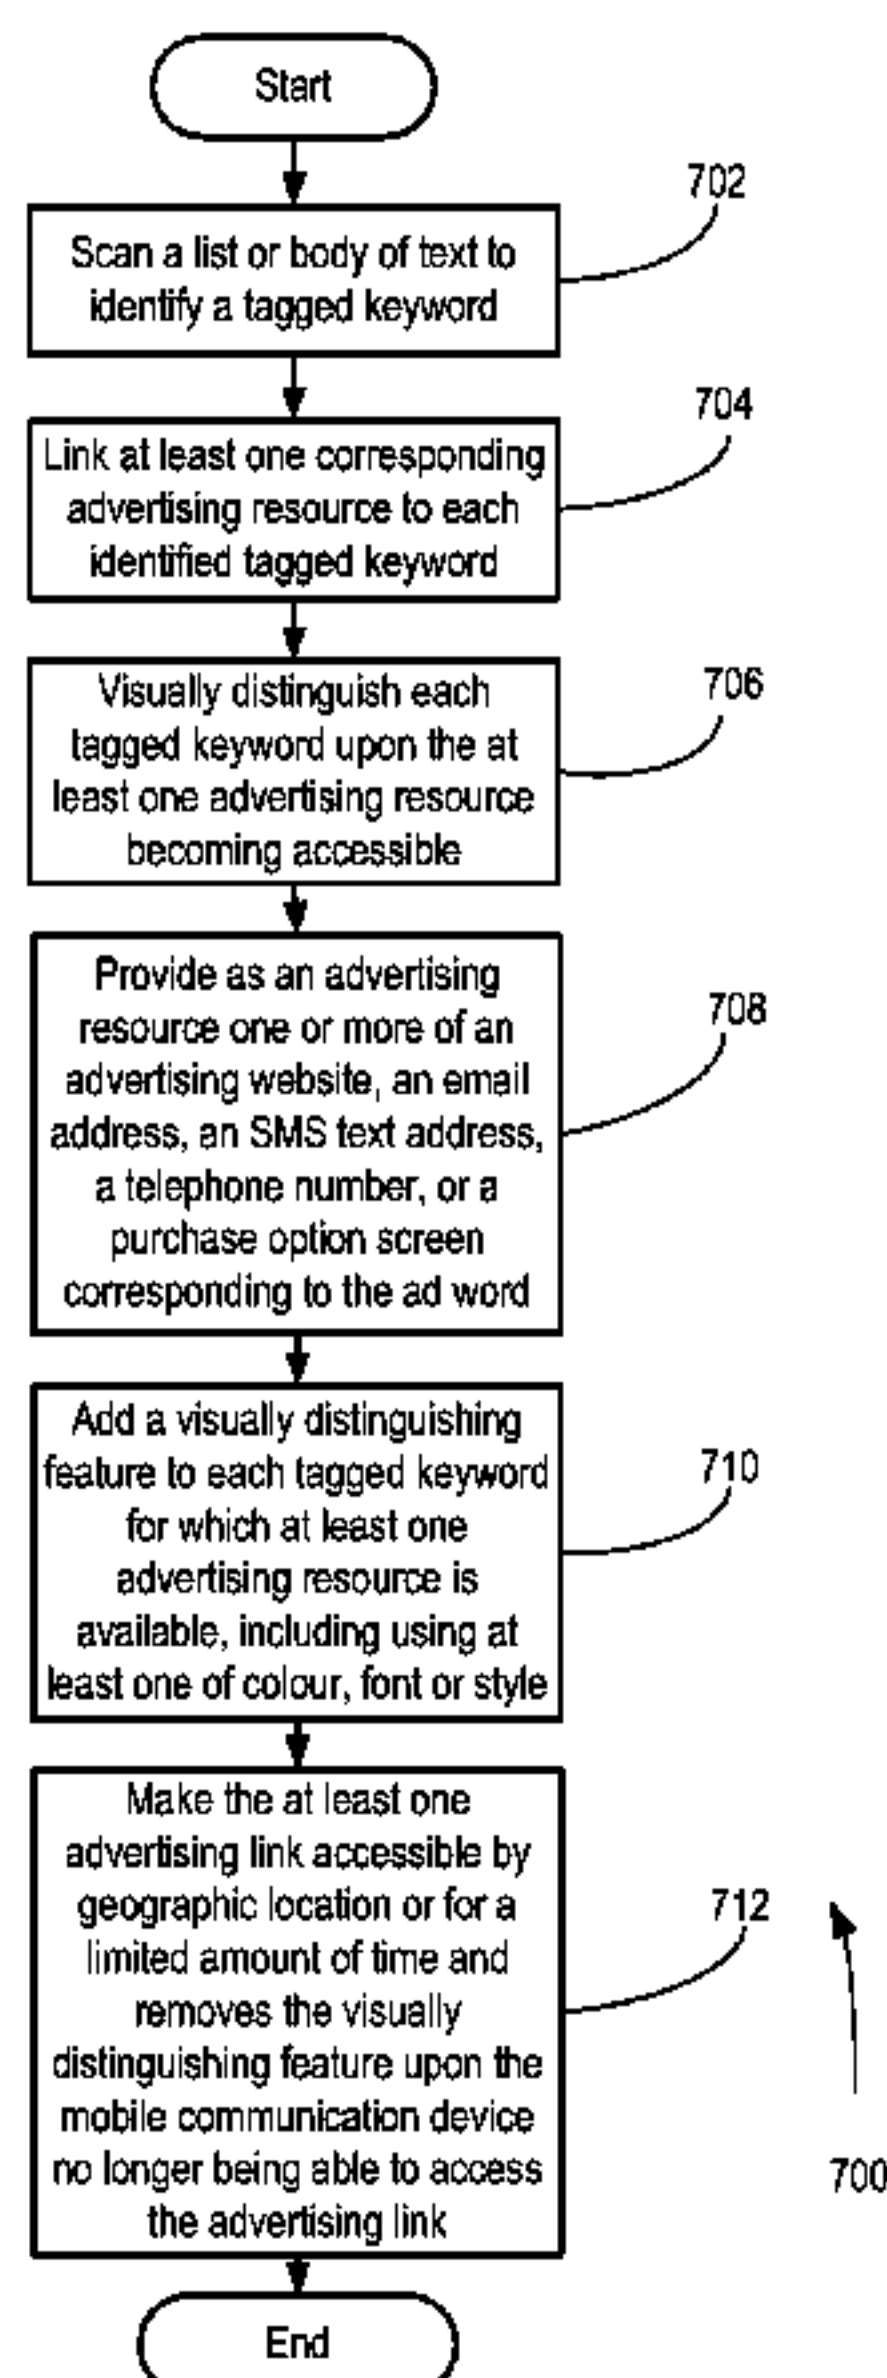 Start
702
Scan a list or body of text to
identify a tagged keyword
704
Link at least one corresponding
advertising resource to each
identified tagged keyword
706
Visually distinguish each
tagged keyword upon the at
least one advertising resource
becoming accessible
708
Provide as an advertising
resource one or more of an
advertising website, an email
address, an SMS text address,
a telephone number, or a
purchase option screen
corresponding to the ad word
710
Add a visually distinguishing
feature to each tagged keyword
for which at least one
advertising resource is
available, including using at
least one of colour, font or style
712
Make the at least one
advertising link accessible by
geographic location or for a
limited amount of time and
removes the visually
distinguishing feature upon the
mobile communication device
no longer being able to access
the advertising link
700
End